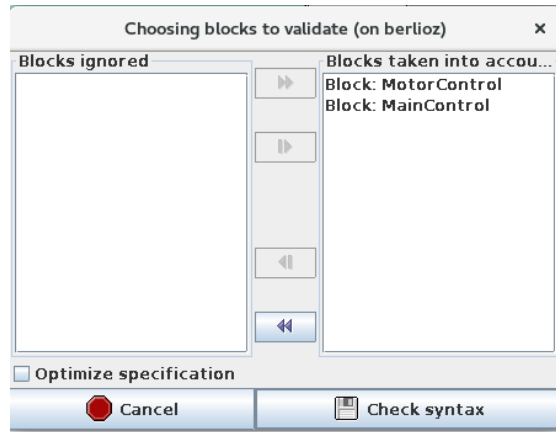 Choosing blocks to validate (on berlioz)
Blocks ignored
Blocks taken into accou...
Block: MotorControl
Block: MainControl
Optimize specification
Cancel
Check syntax